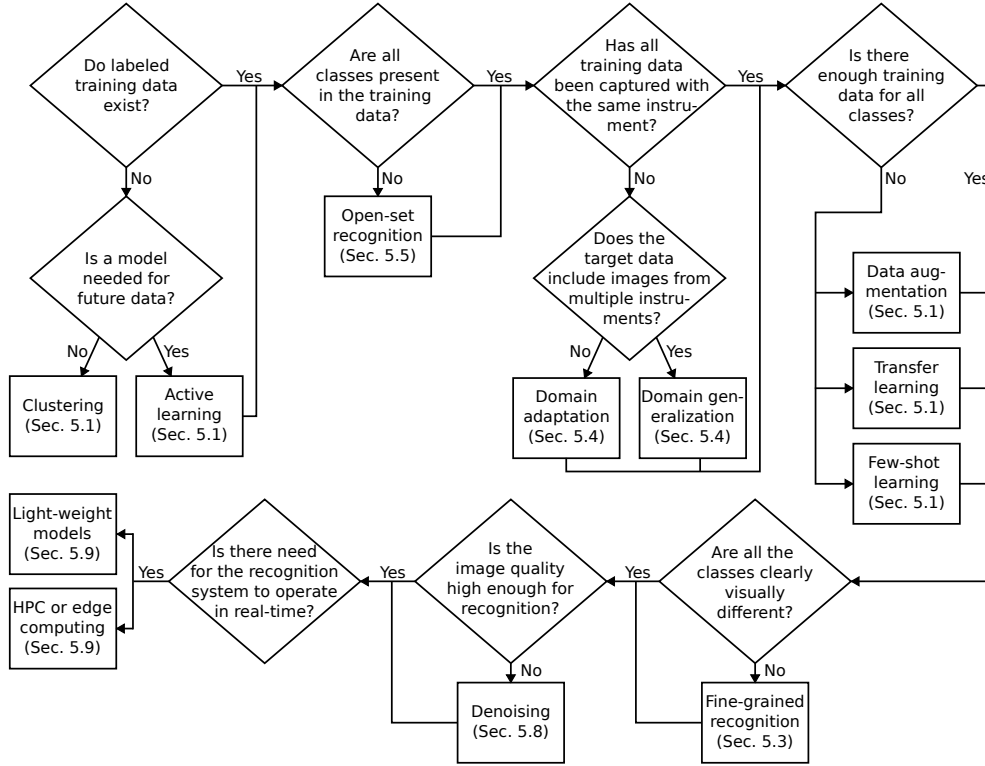 Do labeled
training data
exist?
Yes
No
Are all
classes present
in the training
data?
Yes
No
Has all
training data
been captured with
the same instru-
ment?
Yes
No
Is there
enough training
data for all
classes?
No
Yes
Is a model
needed for
future data?
No
Yes
Clustering
(Sec. 5.1)
Active
learning
(Sec. 5.1)
Open-set
recognition
(Sec. 5.5)
Does the
target data
include images from
multiple instru-
ments?
No
Yes
Domain
adaptation
(Sec. 5.4)
Domain gen-
eralization
(Sec. 5.4)
Data aug-
mentation
(Sec. 5.1)
Transfer
learning
(Sec. 5.1)
Few-shot
learning
(Sec. 5.1)
Are all the
classes clearly
visually
different?
Yes
No
Fine-grained
recognition
(Sec. 5.3)
Is the
image quality
high enough for
recognition?
Yes
No
Denoising
(Sec. 5.8)
Is there need
for the recognition
system to operate
in real-time?
Yes
Light-weight
models
(Sec. 5.9)
HPC or edge
computing
(Sec. 5.9)